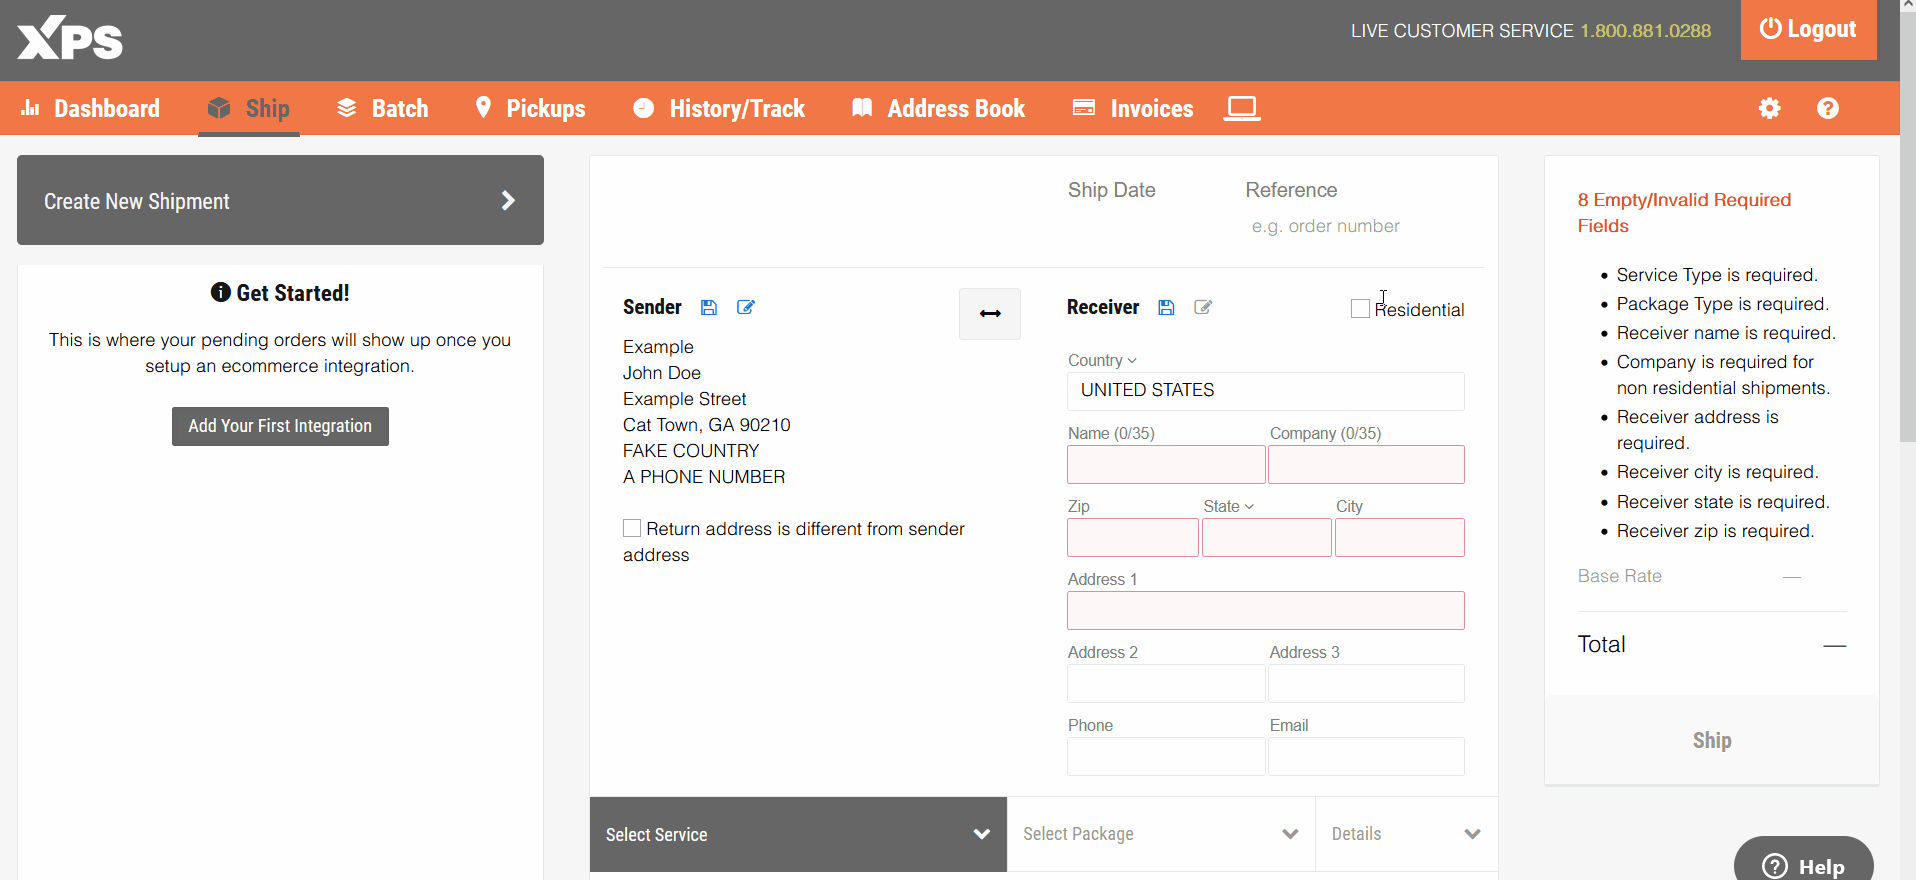 XPS
LIVE CUSTOMER SERVICE 1.800.881.0288
Logout
Dashboard
Ship
Batch
Pickups
History/Track
Address Book
Invoices
Create New Shipment
Get Started!
This is where your pending orders will show up once you
setup an ecommerce integration.
Add Your First Integration
Ship Date
Reference
e.g. order number
Sender
Example
John Doe
Example Street
Cat Town, GA 90210
FAKE COUNTRY
A PHONE NUMBER
Return address is different from sender
address
Receiver
Residential
Country
UNITED STATES
Name (0/35)
Company (0/35)
Zip
State
City
Address 1
Address 2
Address 3
Phone
Email
Select Service
Select Package
Details
8 Empty/Invalid Required
Fields
Service Type is required.
Package Type is required.
Receiver name is required.
Company is required for
non residential shipments.
Receiver address is
required.
Receiver city is required.
Receiver state is required.
Receiver zip is required.
Base Rate —
Total —
Ship
Help